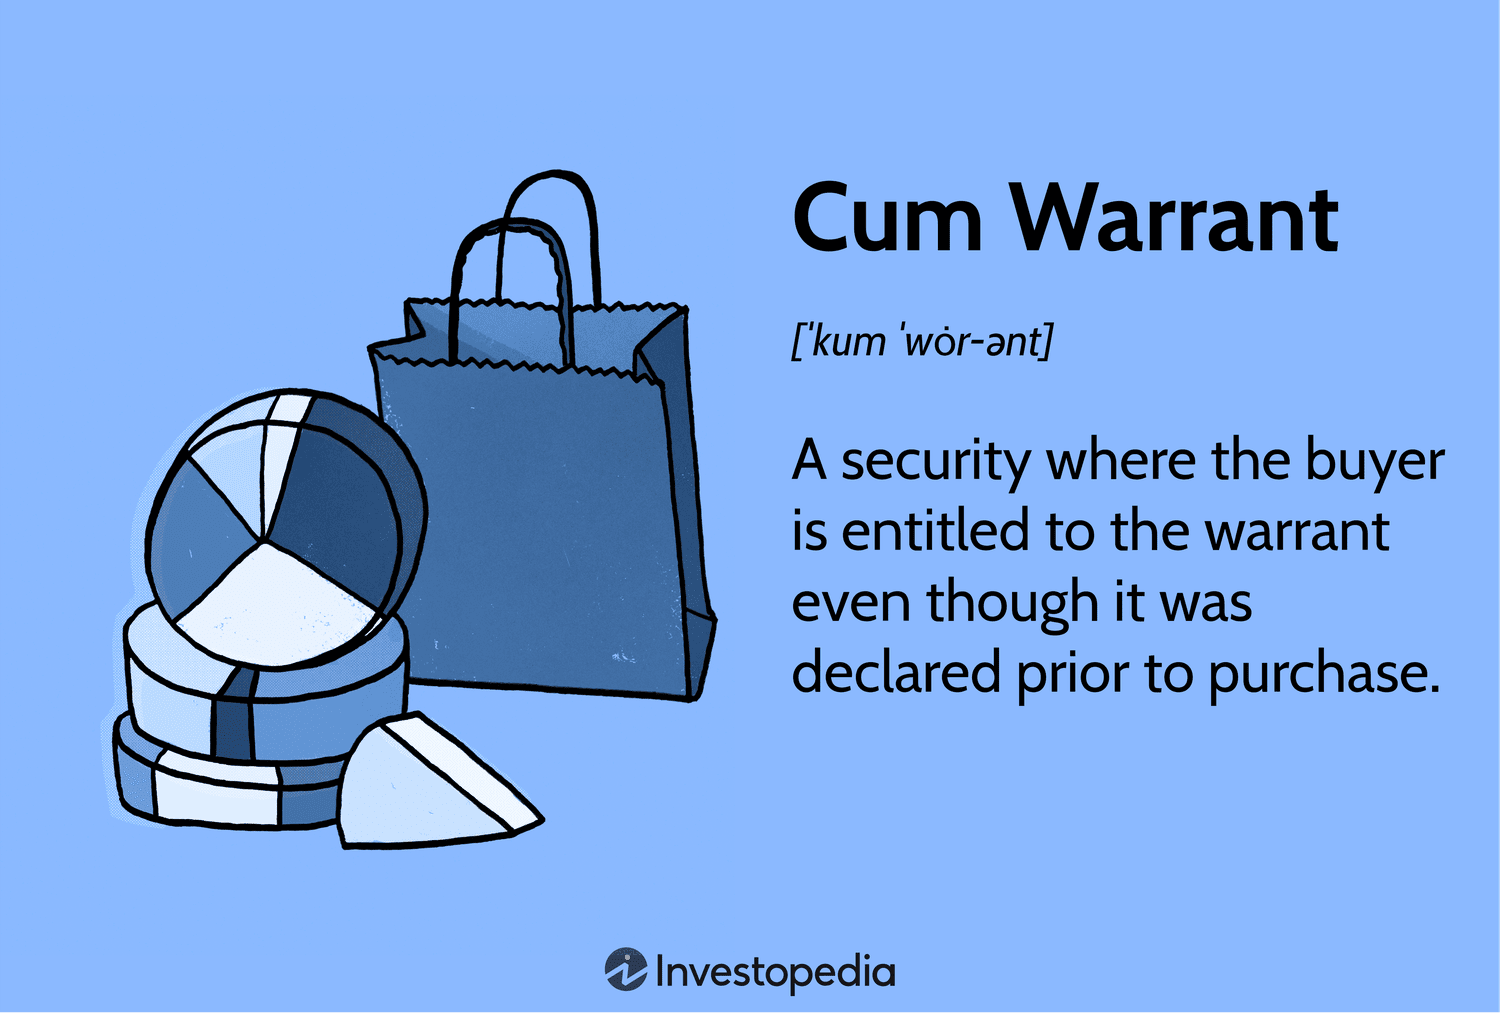 Cum Warrant
[ˈkum ˈwȯr-ənt]
A security where the buyer
is entitled to the warrant
even though it was
declared prior to purchase.
Investopedia